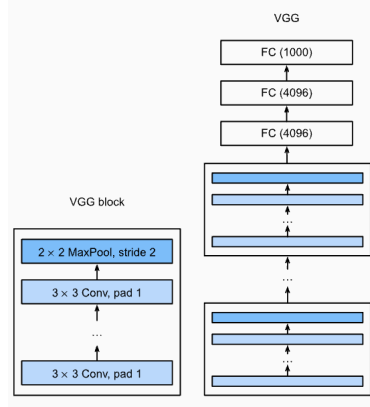 VGG
FC (1000)
FC (4096)
FC (4096)
...
...
...
VGG block
2 × 2 MaxPool, stride 2
3 × 3 Conv, pad 1
...
3 × 3 Conv, pad 1